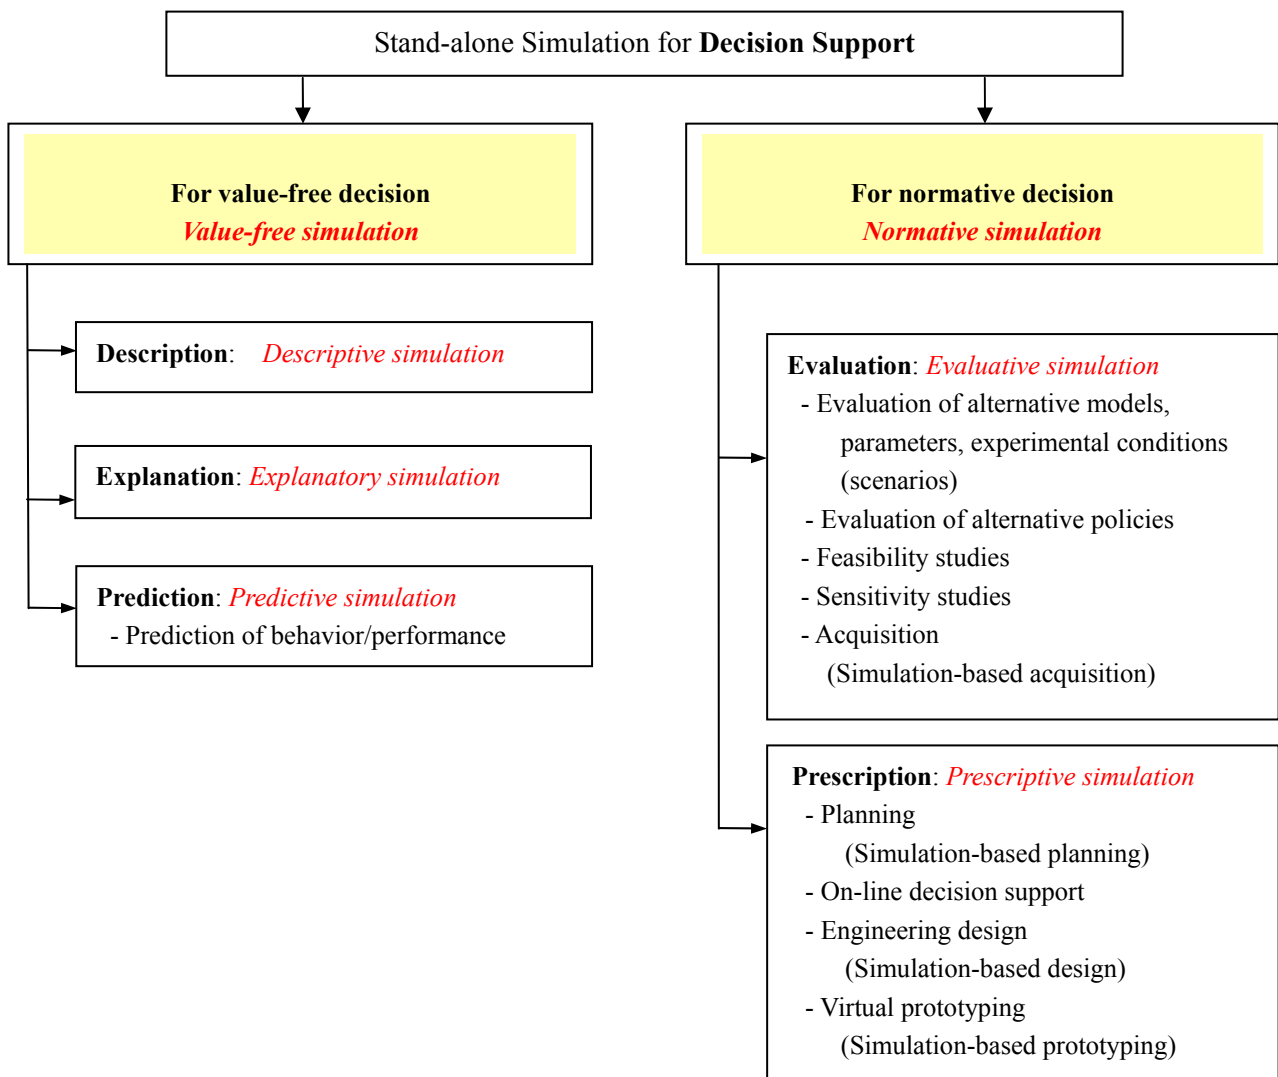 Stand-alone Simulation for Decision Support
For value-free decision
Value-free simulation
Description: Descriptive simulation
Explanation: Explanatory simulation
Prediction: Predictive simulation
- Prediction of behavior/performance
For normative decision
Normative simulation
Evaluation: Evaluative simulation
- Evaluation of alternative models,
parameters, experimental conditions
(scenarios)
- Evaluation of alternative policies
- Feasibility studies
- Sensitivity studies
- Acquisition
(Simulation-based acquisition)
Prescription: Prescriptive simulation
- Planning
(Simulation-based planning)
- On-line decision support
- Engineering design
(Simulation-based design)
- Virtual prototyping
(Simulation-based prototyping)